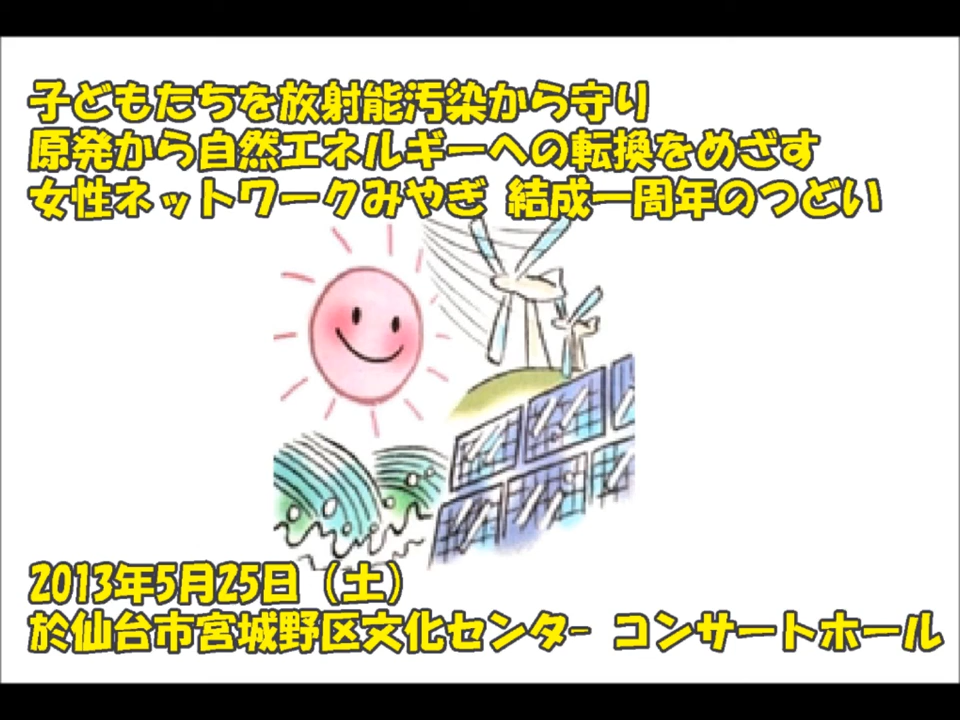 子どもたちを放射能汚染から守り
原発から自然エネルギーへの転換をめざす
女性ネットワークみやぎ 結成一周年のつどい
2013年5月25日（土）
於仙台市宮城野区文化センター コンサートホール